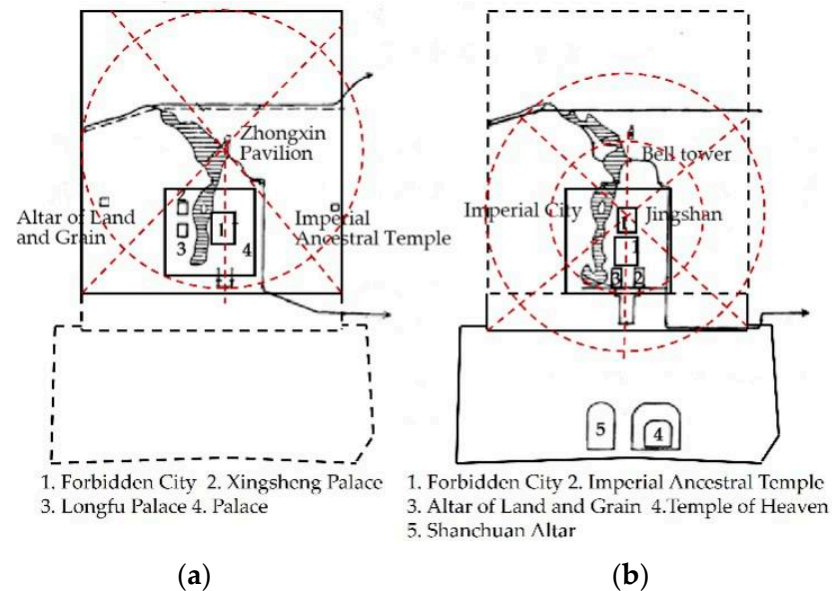 Zhongxin
Pavilion
Altar of Land
and Grain
Imperial
Ancestral Temple
2
1
3
4
1. Forbidden City 2. Xingsheng Palace
3. Longfu Palace 4. Palace
(a)
Bell tower
Imperial City
Jingshan
1
1
3
2
5
4
1. Forbidden City 2. Imperial Ancestral Temple
3. Altar of Land and Grain 4.Temple of Heaven
5. Shanchuan Altar
(b)